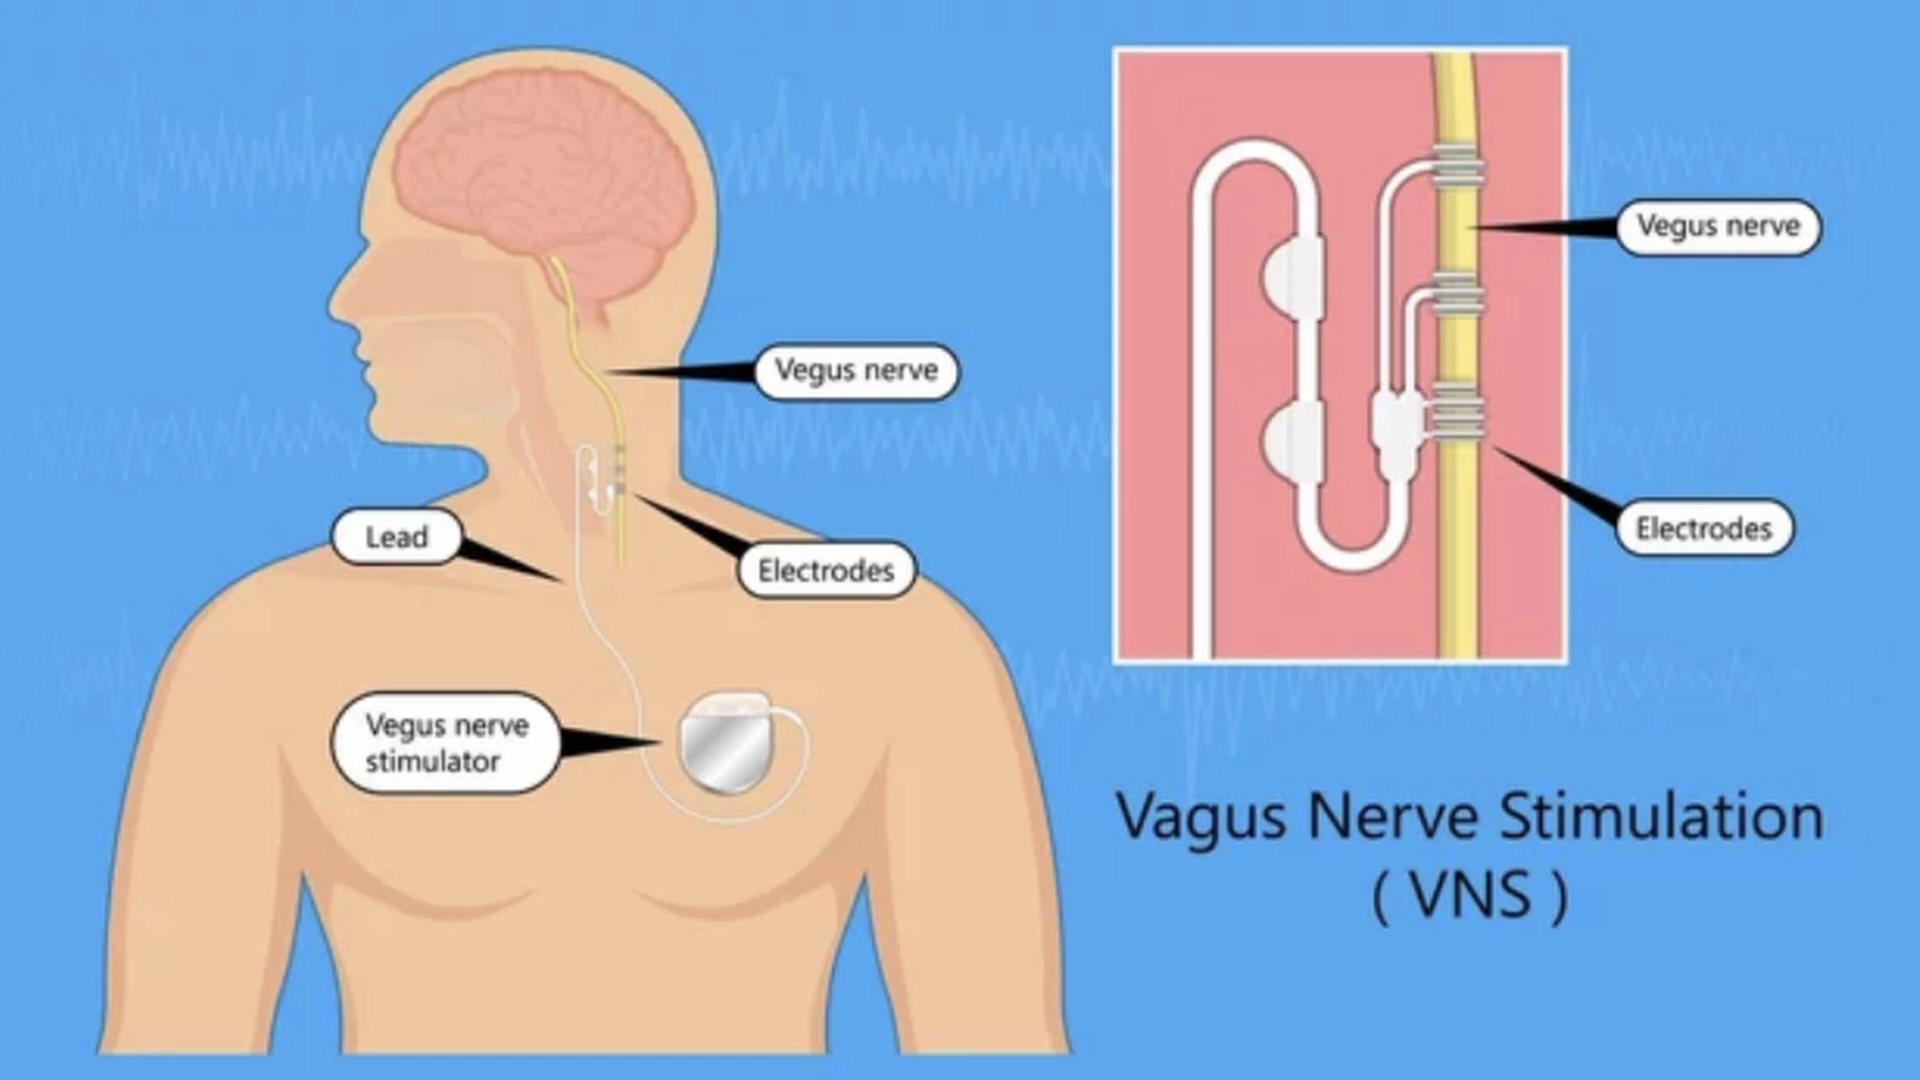 Vegus nerve
Lead
Electrodes
Vegus nerve
stimulator
Vegus nerve
Electrodes
Vagus Nerve Stimulation
( VNS )